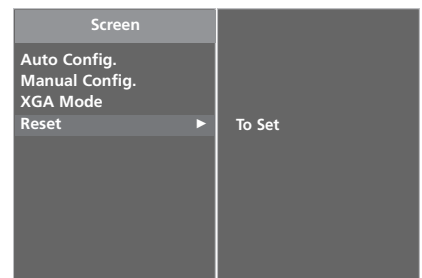 Screen
Auto Config.
Manual Config.
XGA Mode
Reset ► To Set